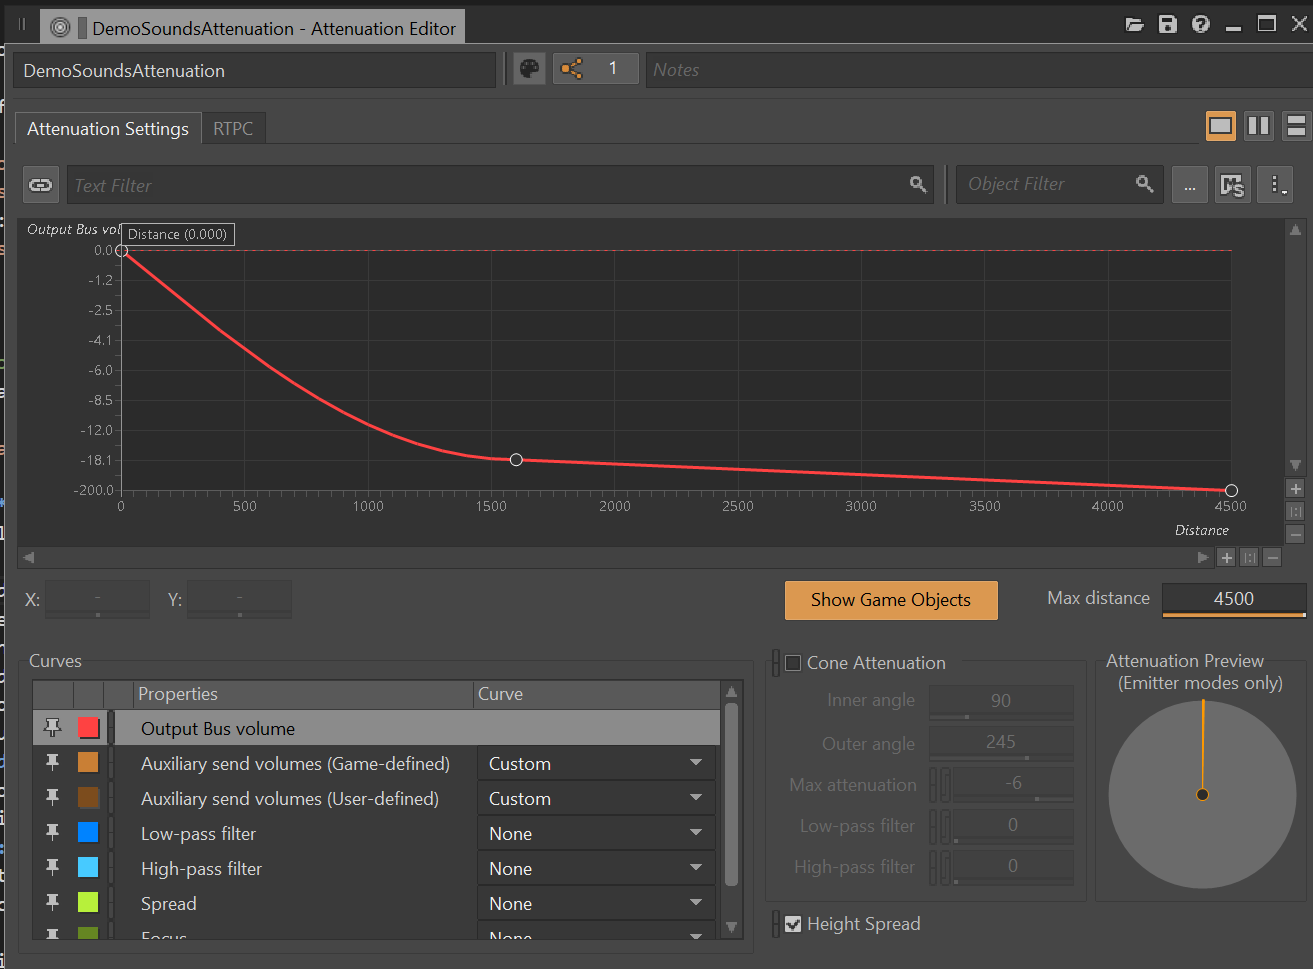 DemoSoundsAttenuation - Attenuation Editor
DemoSoundsAttenuation
1
Notes
Attenuation Settings
RTPC
Text Filter
Object Filter
...
MS
Output Bus vol
Distance (0.000)
0.0
-1.2
-2.5
-4.1
-6.0
-8.5
-12.0
-18.1
-200.0
0 500 1000 1500 2000 2500 3000 3500 4000 4500
Distance
X: -
Y: -
Show Game Objects
Max distance 4500
Curves
Properties Curve
Output Bus volume
Auxiliary send volumes (Game-defined) Custom
Auxiliary send volumes (User-defined) Custom
Low-pass filter None
High-pass filter None
Spread None
Focus None
Cone Attenuation
Inner angle 90
Outer angle 245
Max attenuation -6
Low-pass filter 0
High-pass filter 0
Height Spread
Attenuation Preview
(Emitter modes only)